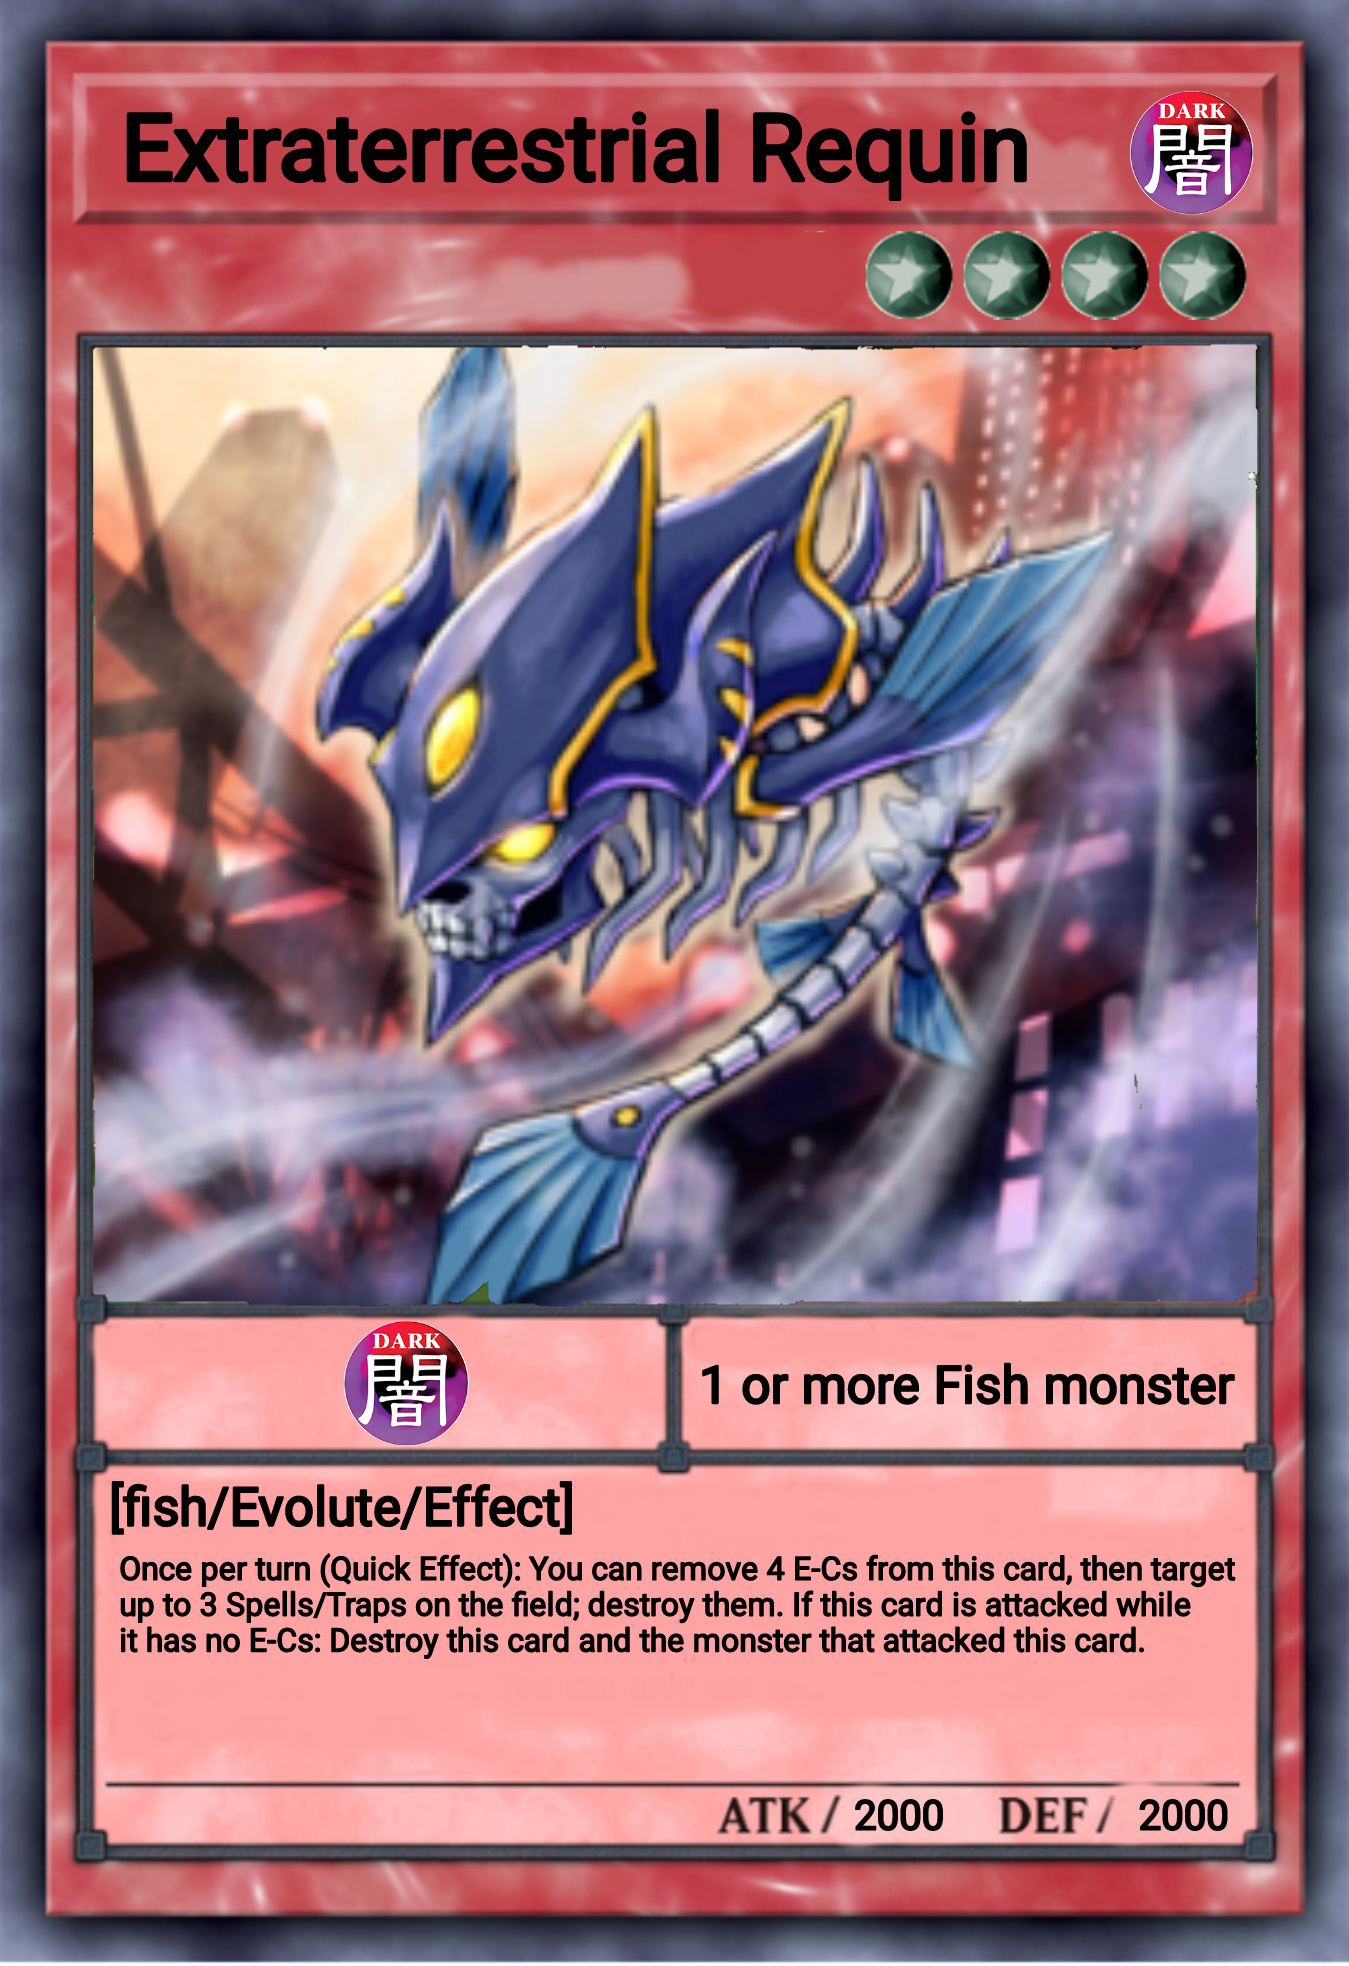 Extraterrestrial Requin
DARK
闇
DARK
闇
1 or more Fish monster
[fish/Evolute/Effect]
Once per turn (Quick Effect): You can remove 4 E-Cs from this card, then target
up to 3 Spells/Traps on the field; destroy them. If this card is attacked while
it has no E-Cs: Destroy this card and the monster that attacked this card.
ATK / 2000 DEF / 2000